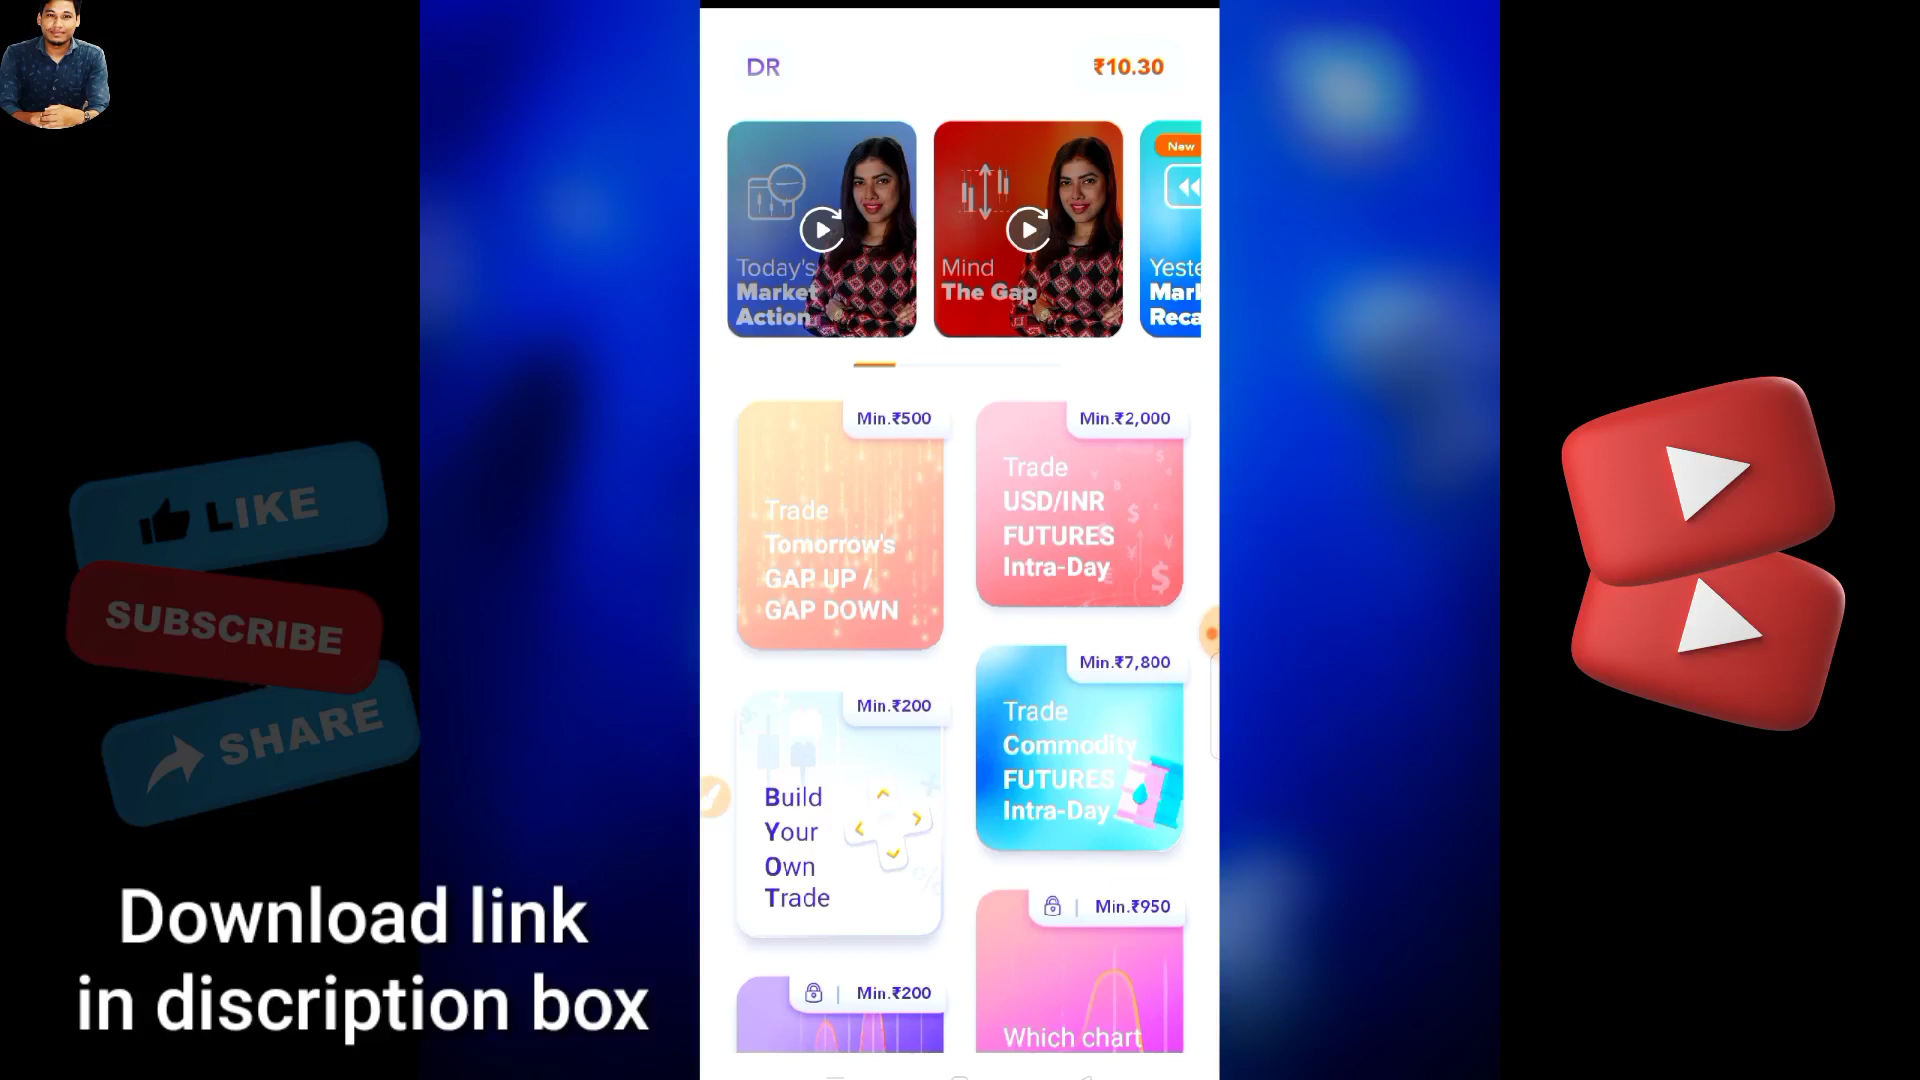 DR
₹10.30
Today's
Market
Action
Mind
The Gap
New
Yeste
Mark
Reca
Min.₹500
Trade
Tomorrow's
GAP UP /
GAP DOWN
Min.₹2,000
Trade
USD/INR
FUTURES
Intra-Day
Min.₹200
Build
Your
Own
Trade
Min.₹7,800
Trade
Commodity
FUTURES
Intra-Day
Min.₹200
Min.₹950
Which chart
LIKE
SUBSCRIBE
SHARE
Download link
in discription box